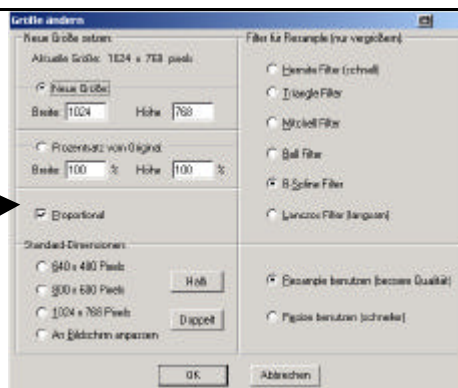 Größe ändern
Neue Größe setzen
Aktuelle Größe: 1024 x 768 pixels
Neue Größe:
Breite 1024 Höhe 768
Prozentsatz vom Original:
Breite 100 % Höhe 100 %
Proportional
Standard-Dimensionen
640 x 480 Pixels
800 x 600 Pixels
1024 x 768 Pixels
An Bildschirm anpassen
Halb
Doppelt
Filter für Resample (nur vergrößern)
Hermite Filter (schnell)
Triangle Filter
Mitchell Filter
Bell Filter
B-Spline Filter
Lanczos Filter (langsam)
Resample benutzen (bessere Qualität)
Resize benutzen (schneller)
OK
Abbrechen